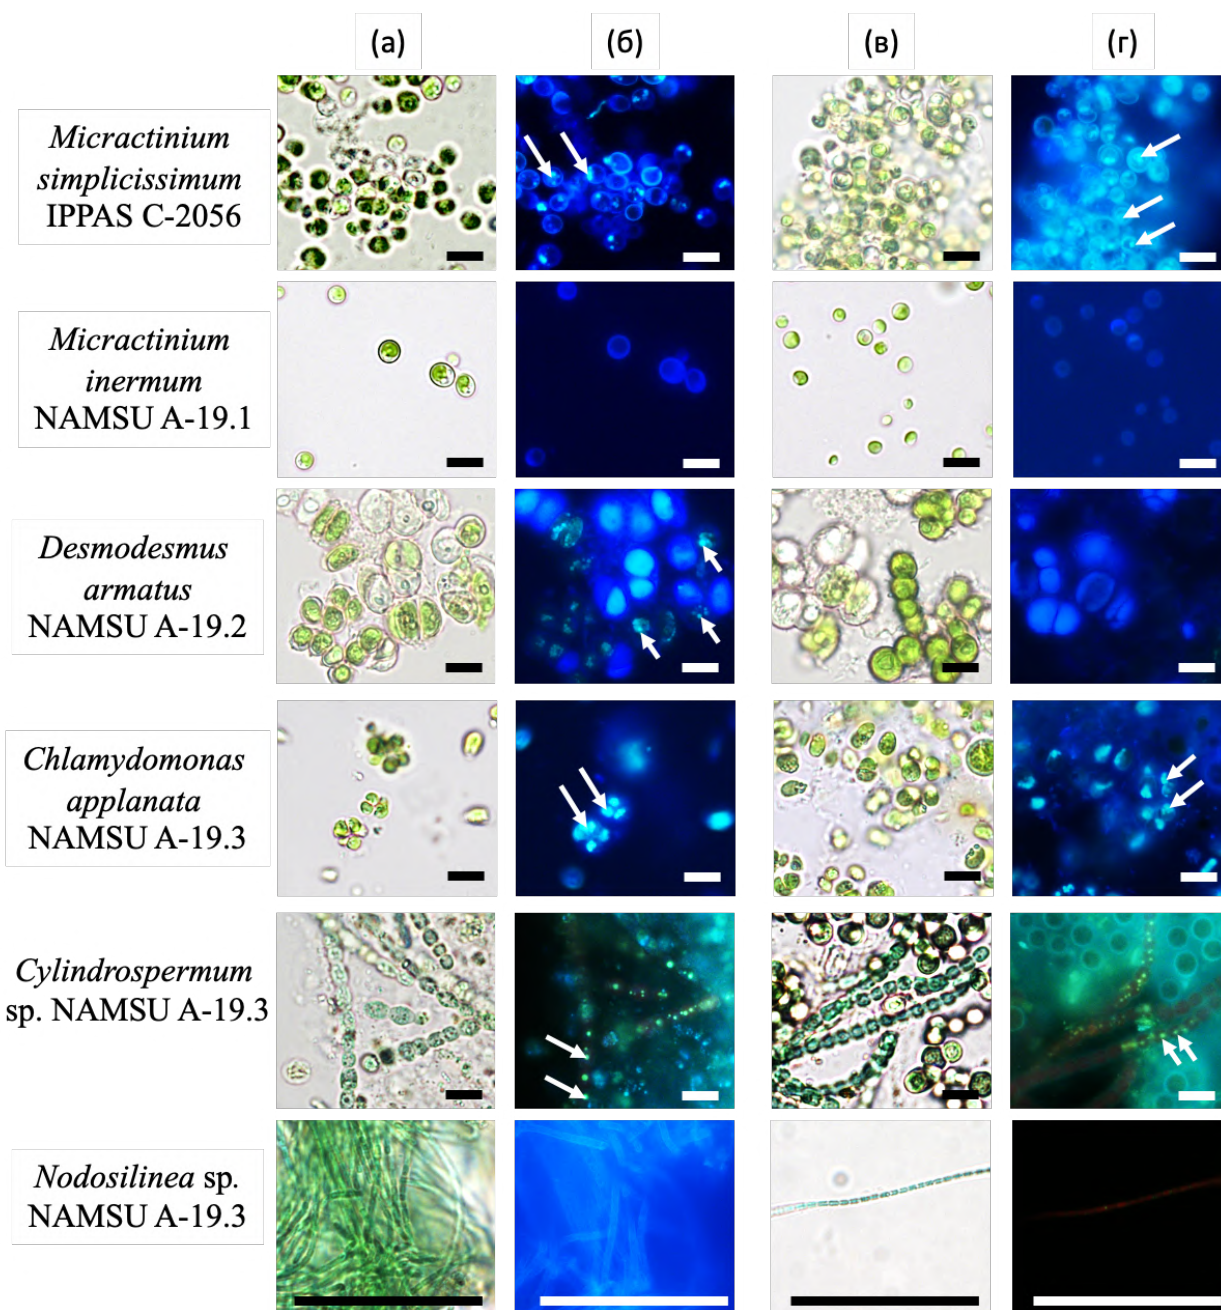 (а)
(б)
(в)
(г)
Micractinium
simplicissimum
IPPAS C-2056
Micractinium
inermum
NAMSU A-19.1
Desmodesmus
armatus
NAMSU A-19.2
Chlamydomonas
applanata
NAMSU A-19.3
Cylindrospermum
sp. NAMSU A-19.3
Nodosilinea sp.
NAMSU A-19.3